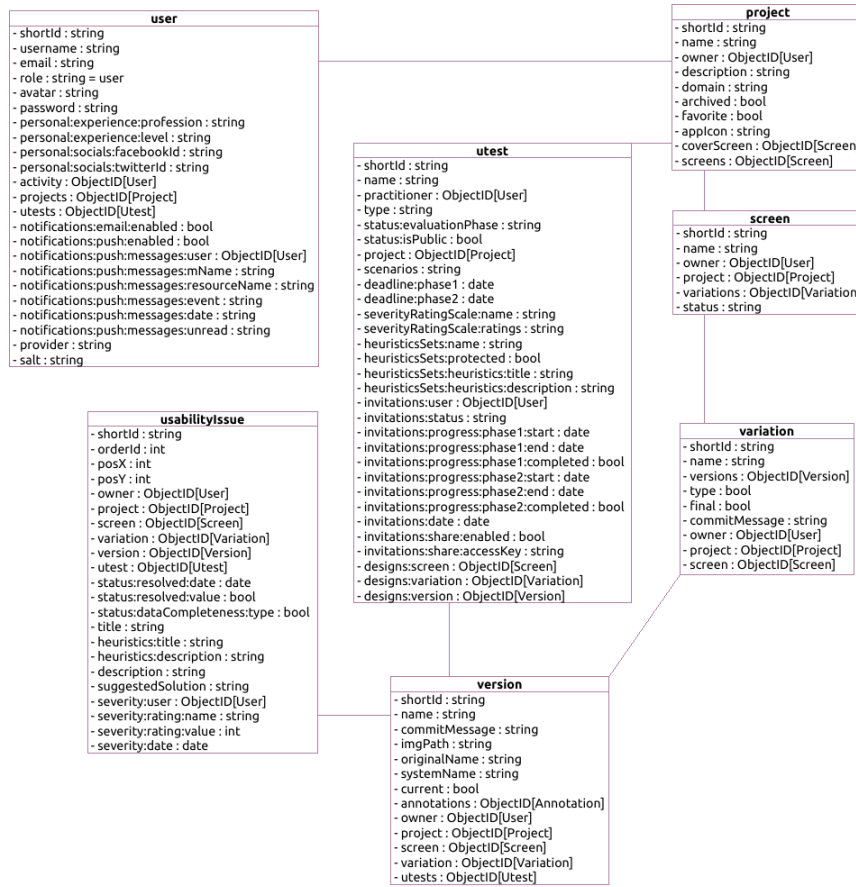 user
- shortId : string
- username : string
- email : string
- role : string = user
- avatar : string
- password : string
- personal:experience:profession : string
- personal:experience:level : string
- personal:socials:facebookId : string
- personal:socials:twitterId : string
- activity : ObjectID[User]
- projects : ObjectID[Project]
- utests : ObjectID[Utest]
- notifications:email:enabled : bool
- notifications:push:enabled : bool
- notifications:push:messages:user : ObjectID[User]
- notifications:push:messages:mName : string
- notifications:push:messages:resourceName : string
- notifications:push:messages:event : string
- notifications:push:messages:date : string
- notifications:push:messages:unread : string
- provider : string
- salt : string
project
- shortId : string
- name : string
- owner : ObjectID[User]
- description : string
- domain : string
- archived : bool
- favorite : bool
- appIcon : string
- coverScreen : ObjectID[Screen
- screens : ObjectID[Screen]
utest
- shortId : string
- name : string
- practitioner : ObjectID[User]
- type : string
- status:evaluationPhase : string
- status:isPublic : bool
- project : ObjectID[Project]
- scenarios : string
- deadline:phase1 : date
- deadline:phase2 : date
- severityRatingScale:name : string
- severityRatingScale:ratings : string
- heuristicsSets:name : string
- heuristicsSets:protected : bool
- heuristicsSets:heuristics:title : string
- heuristicsSets:heuristics:description : string
- invitations:user : ObjectID[User]
- invitations:status : string
- invitations:progress:phase1:start : date
- invitations:progress:phase1:end : date
- invitations:progress:phase1:completed : bool
- invitations:progress:phase2:start : date
- invitations:progress:phase2:end : date
- invitations:progress:phase2:completed : bool
- invitations:date : date
- invitations:share:enabled : bool
- invitations:share:accessKey : string
- designs:screen : ObjectID[Screen]
- designs:variation : ObjectID[Variation]
- designs:version : ObjectID[Version]
screen
- shortId : string
- name : string
- owner : ObjectID[User]
- project : ObjectID[Project]
- variations : ObjectID[Variation
- status : string
usabilityIssue
- shortId : string
- orderId : int
- posX : int
- posY : int
- owner : ObjectID[User]
- project : ObjectID[Project]
- screen : ObjectID[Screen]
- variation : ObjectID[Variation]
- version : ObjectID[Version]
- utest : ObjectID[Utest]
- status:resolved:date : date
- status:resolved:value : bool
- status:dataCompleteness:type : bool
- title : string
- heuristics:title : string
- heuristics:description : string
- description : string
- suggestedSolution : string
- severity:user : ObjectID[User]
- severity:rating:name : string
- severity:rating:value : int
- severity:date : date
variation
- shortId : string
- name : string
- versions : ObjectID[Version]
- type : bool
- final : bool
- commitMessage : string
- owner : ObjectID[User]
- project : ObjectID[Project]
- screen : ObjectID[Screen]
version
- shortId : string
- name : string
- commitMessage : string
- imgPath : string
- originalName : string
- systemName : string
- current : bool
- annotations : ObjectID[Annotation]
- owner : ObjectID[User]
- project : ObjectID[Project]
- screen : ObjectID[Screen]
- variation : ObjectID[Variation]
- utests : ObjectID[Utest]